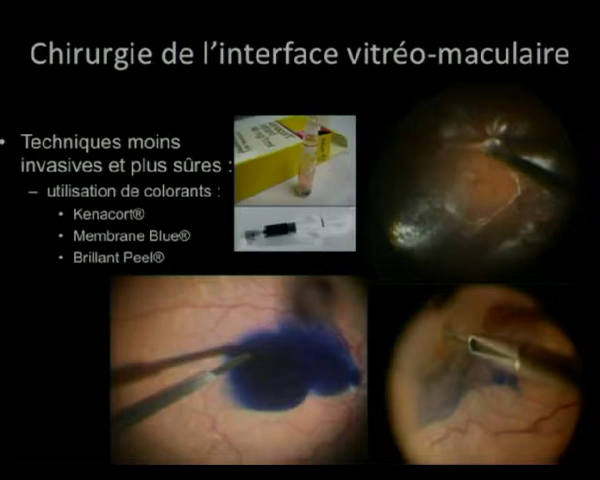 Chirurgie de l’interface vitréo-maculaire
• Techniques moins
invasives et plus sûres :
– utilisation de colorants :
• Kenacort®
• Membrane Blue®
• Brillant Peel®